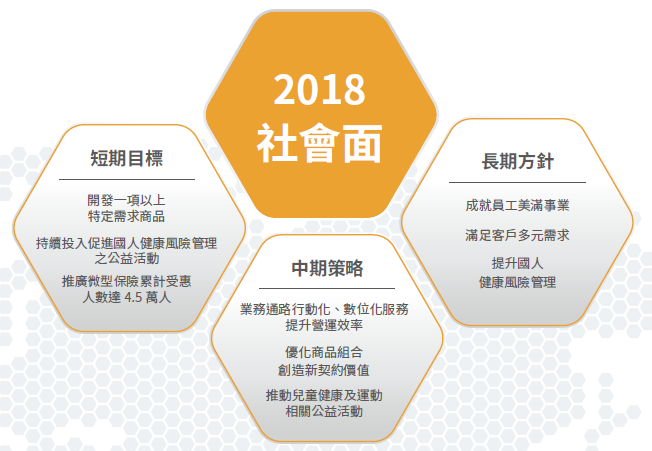 2018
社會面
短期目標
開發一項以上
特定需求商品
持續投入促進國人健康風險管理
之公益活動
推廣微型保險累計受惠
人數達 4.5 萬人
中期策略
業務通路行動化、數位化服務
提升營運效率
優化商品組合
創造新契約價值
推動兒童健康及運動
相關公益活動
長期方針
成就員工美滿事業
滿足客戶多元需求
提升國人
健康風險管理